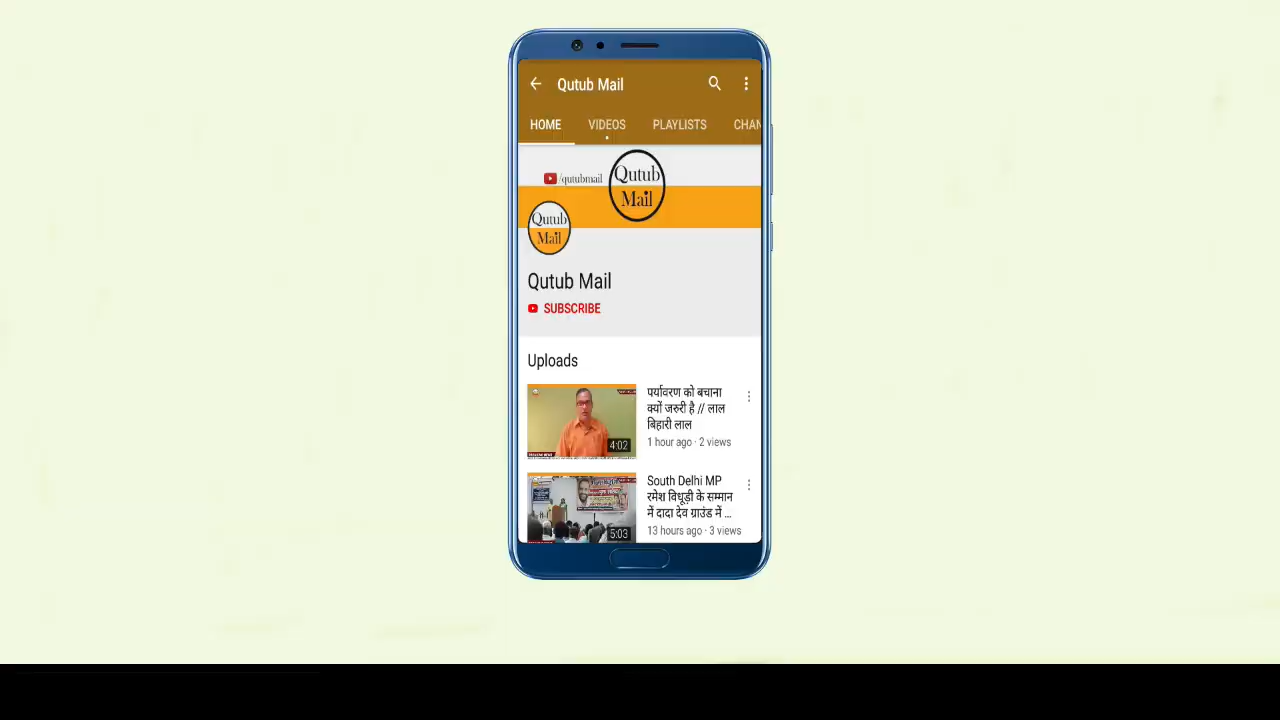 Qutub Mail
HOME VIDEOS PLAYLISTS CHAN
/qutubmail
Qutub
Mail
Qutub
Mail
Qutub Mail
SUBSCRIBE
Uploads
पर्यावरण को बचाना
क्यों जरुरी है // लाल
बिहारी लाल
1 hour ago · 2 views
4:02
South Delhi MP
रमेश विधूड़ी के सम्मान
में दादा देव ग्राउंड में ...
13 hours ago · 3 views
5:03